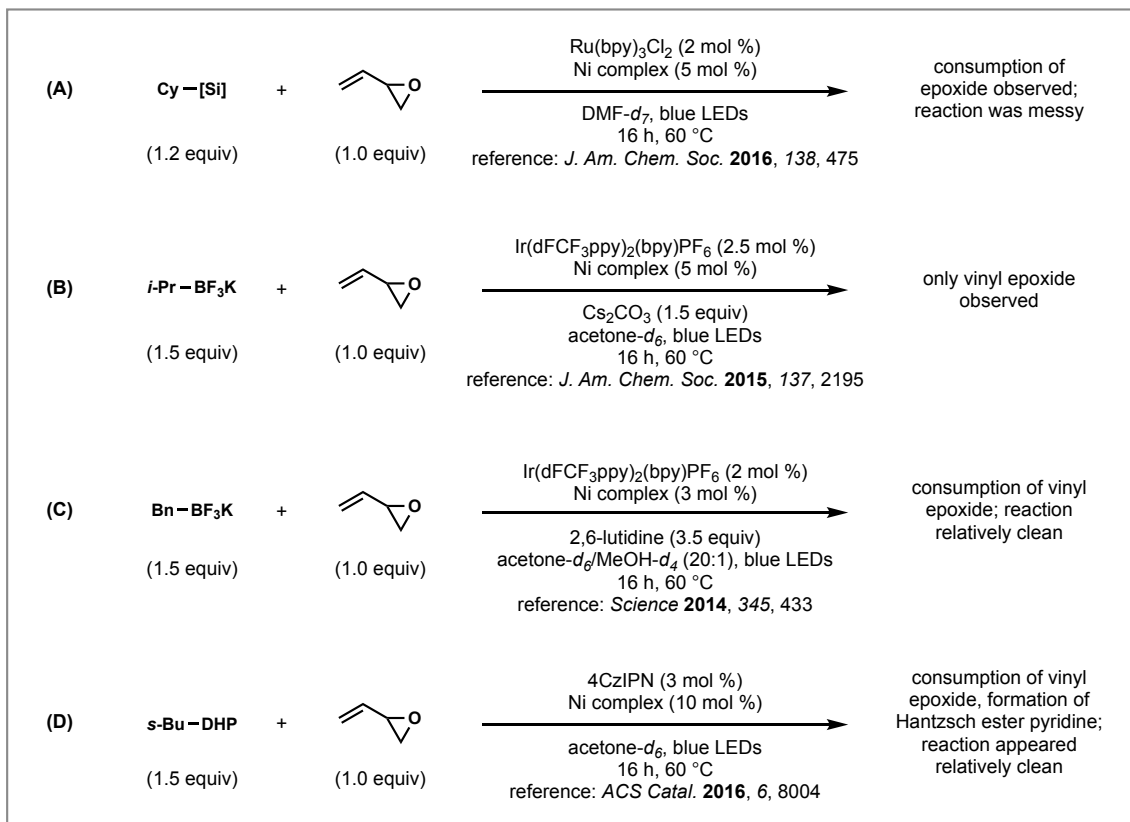 (A)
Cy–[Si]
(1.2 equiv)
+
O
(1.0 equiv)
Ru(bpy)₃Cl₂ (2 mol %)
Ni complex (5 mol %)
DMF-d₇, blue LEDs
16 h, 60 °C
reference: J. Am. Chem. Soc. 2016, 138, 475
consumption of
epoxide observed;
reaction was messy
(B)
i-Pr–BF₃K
(1.5 equiv)
+
O
(1.0 equiv)
Ir(dFCF₃ppy)₂(bpy)PF₆ (2.5 mol %)
Ni complex (5 mol %)
Cs₂CO₃ (1.5 equiv)
acetone-d₆, blue LEDs
16 h, 60 °C
reference: J. Am. Chem. Soc. 2015, 137, 2195
only vinyl epoxide
observed
(C)
Bn–BF₃K
(1.5 equiv)
+
O
(1.0 equiv)
Ir(dFCF₃ppy)₂(bpy)PF₆ (2 mol %)
Ni complex (3 mol %)
2,6-lutidine (3.5 equiv)
acetone-d₆/MeOH-d₄ (20:1), blue LEDs
16 h, 60 °C
reference: Science 2014, 345, 433
consumption of vinyl
epoxide; reaction
relatively clean
(D)
s-Bu–DHP
(1.5 equiv)
+
O
(1.0 equiv)
4CzIPN (3 mol %)
Ni complex (10 mol %)
acetone-d₆, blue LEDs
16 h, 60 °C
reference: ACS Catal. 2016, 6, 8004
consumption of vinyl
epoxide, formation of
Hantzsch ester pyridine;
reaction appeared
relatively clean